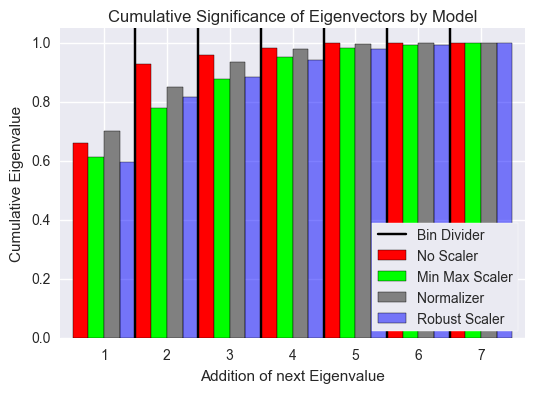 Cumulative Significance of Eigenvectors by Model
1.0
0.8
0.6
0.4
0.2
0.0
Cumulative Eigenvalue
Bin Divider
No Scaler
Min Max Scaler
Normalizer
Robust Scaler
1 2 3 4 5 6 7
Addition of next Eigenvalue